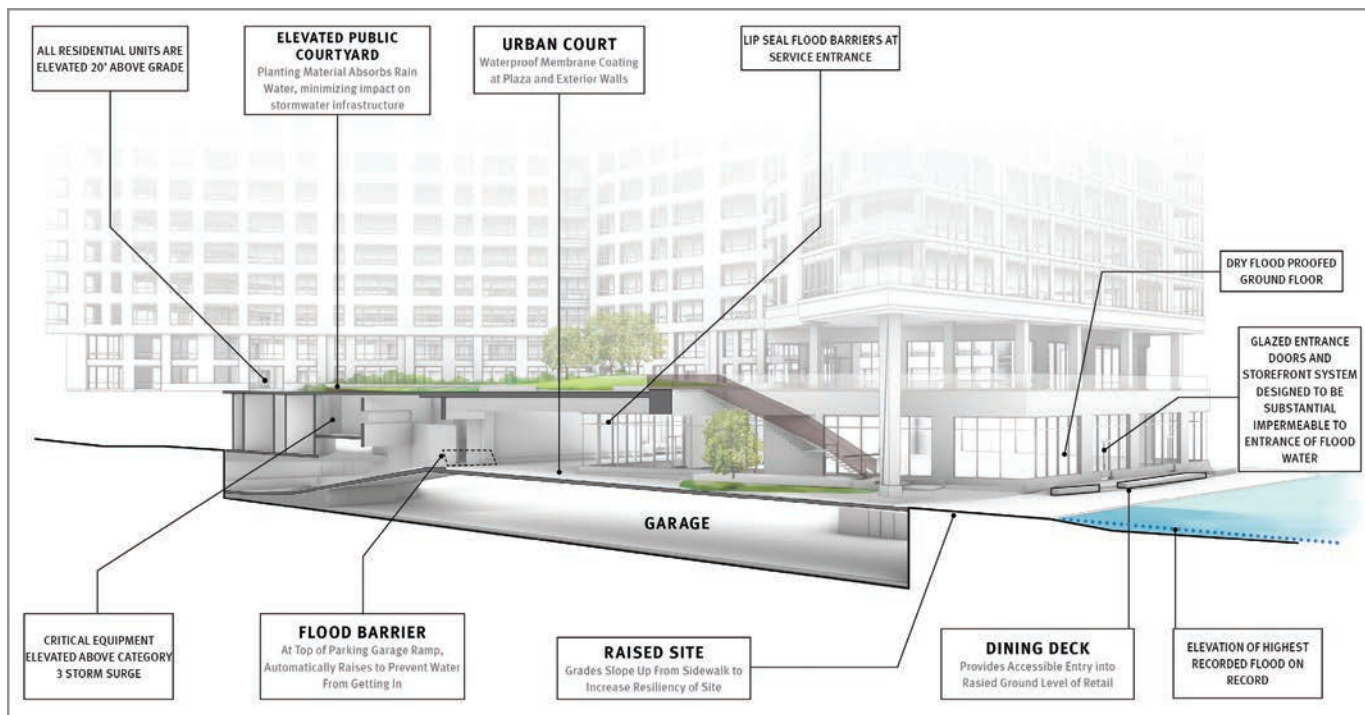 ALL RESIDENTIAL UNITS ARE
ELEVATED 20' ABOVE GRADE
ELEVATED PUBLIC
COURTYARD
Planting Material Absorbs Rain
Water, minimizing impact on
stormwater infrastructure
URBAN COURT
Waterproof Membrane Coating
at Plaza and Exterior Walls
LIP SEAL FLOOD BARRIERS AT
SERVICE ENTRANCE
DRY FLOOD PROOFED
GROUND FLOOR
GLAZED ENTRANCE
DOORS AND
STOREFRONT SYSTEM
DESIGNED TO BE
SUBSTANTIAL
IMPERMEABLE TO
ENTRANCE OF FLOOD
WATER
GARAGE
CRITICAL EQUIPMENT
ELEVATED ABOVE CATEGORY
3 STORM SURGE
FLOOD BARRIER
At Top of Parking Garage Ramp,
Automatically Raises to Prevent Water
From Getting In
RAISED SITE
Grades Slope Up From Sidewalk to
Increase Resiliency of Site
DINING DECK
Provides Accessible Entry into
Rasied Ground Level of Retail
ELEVATION OF HIGHEST
RECORDED FLOOD ON
RECORD